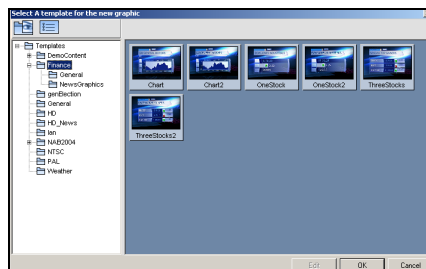 Select A template for the new graphic
Templates
DemoContent
Finance
General
NewsGraphics
genElection
General
HD
HD_News
Ian
NAB2004
NTSC
PAL
Weather
Chart
Chart2
OneStock
OneStock2
ThreeStocks
ThreeStocks2
Edit
OK
Cancel